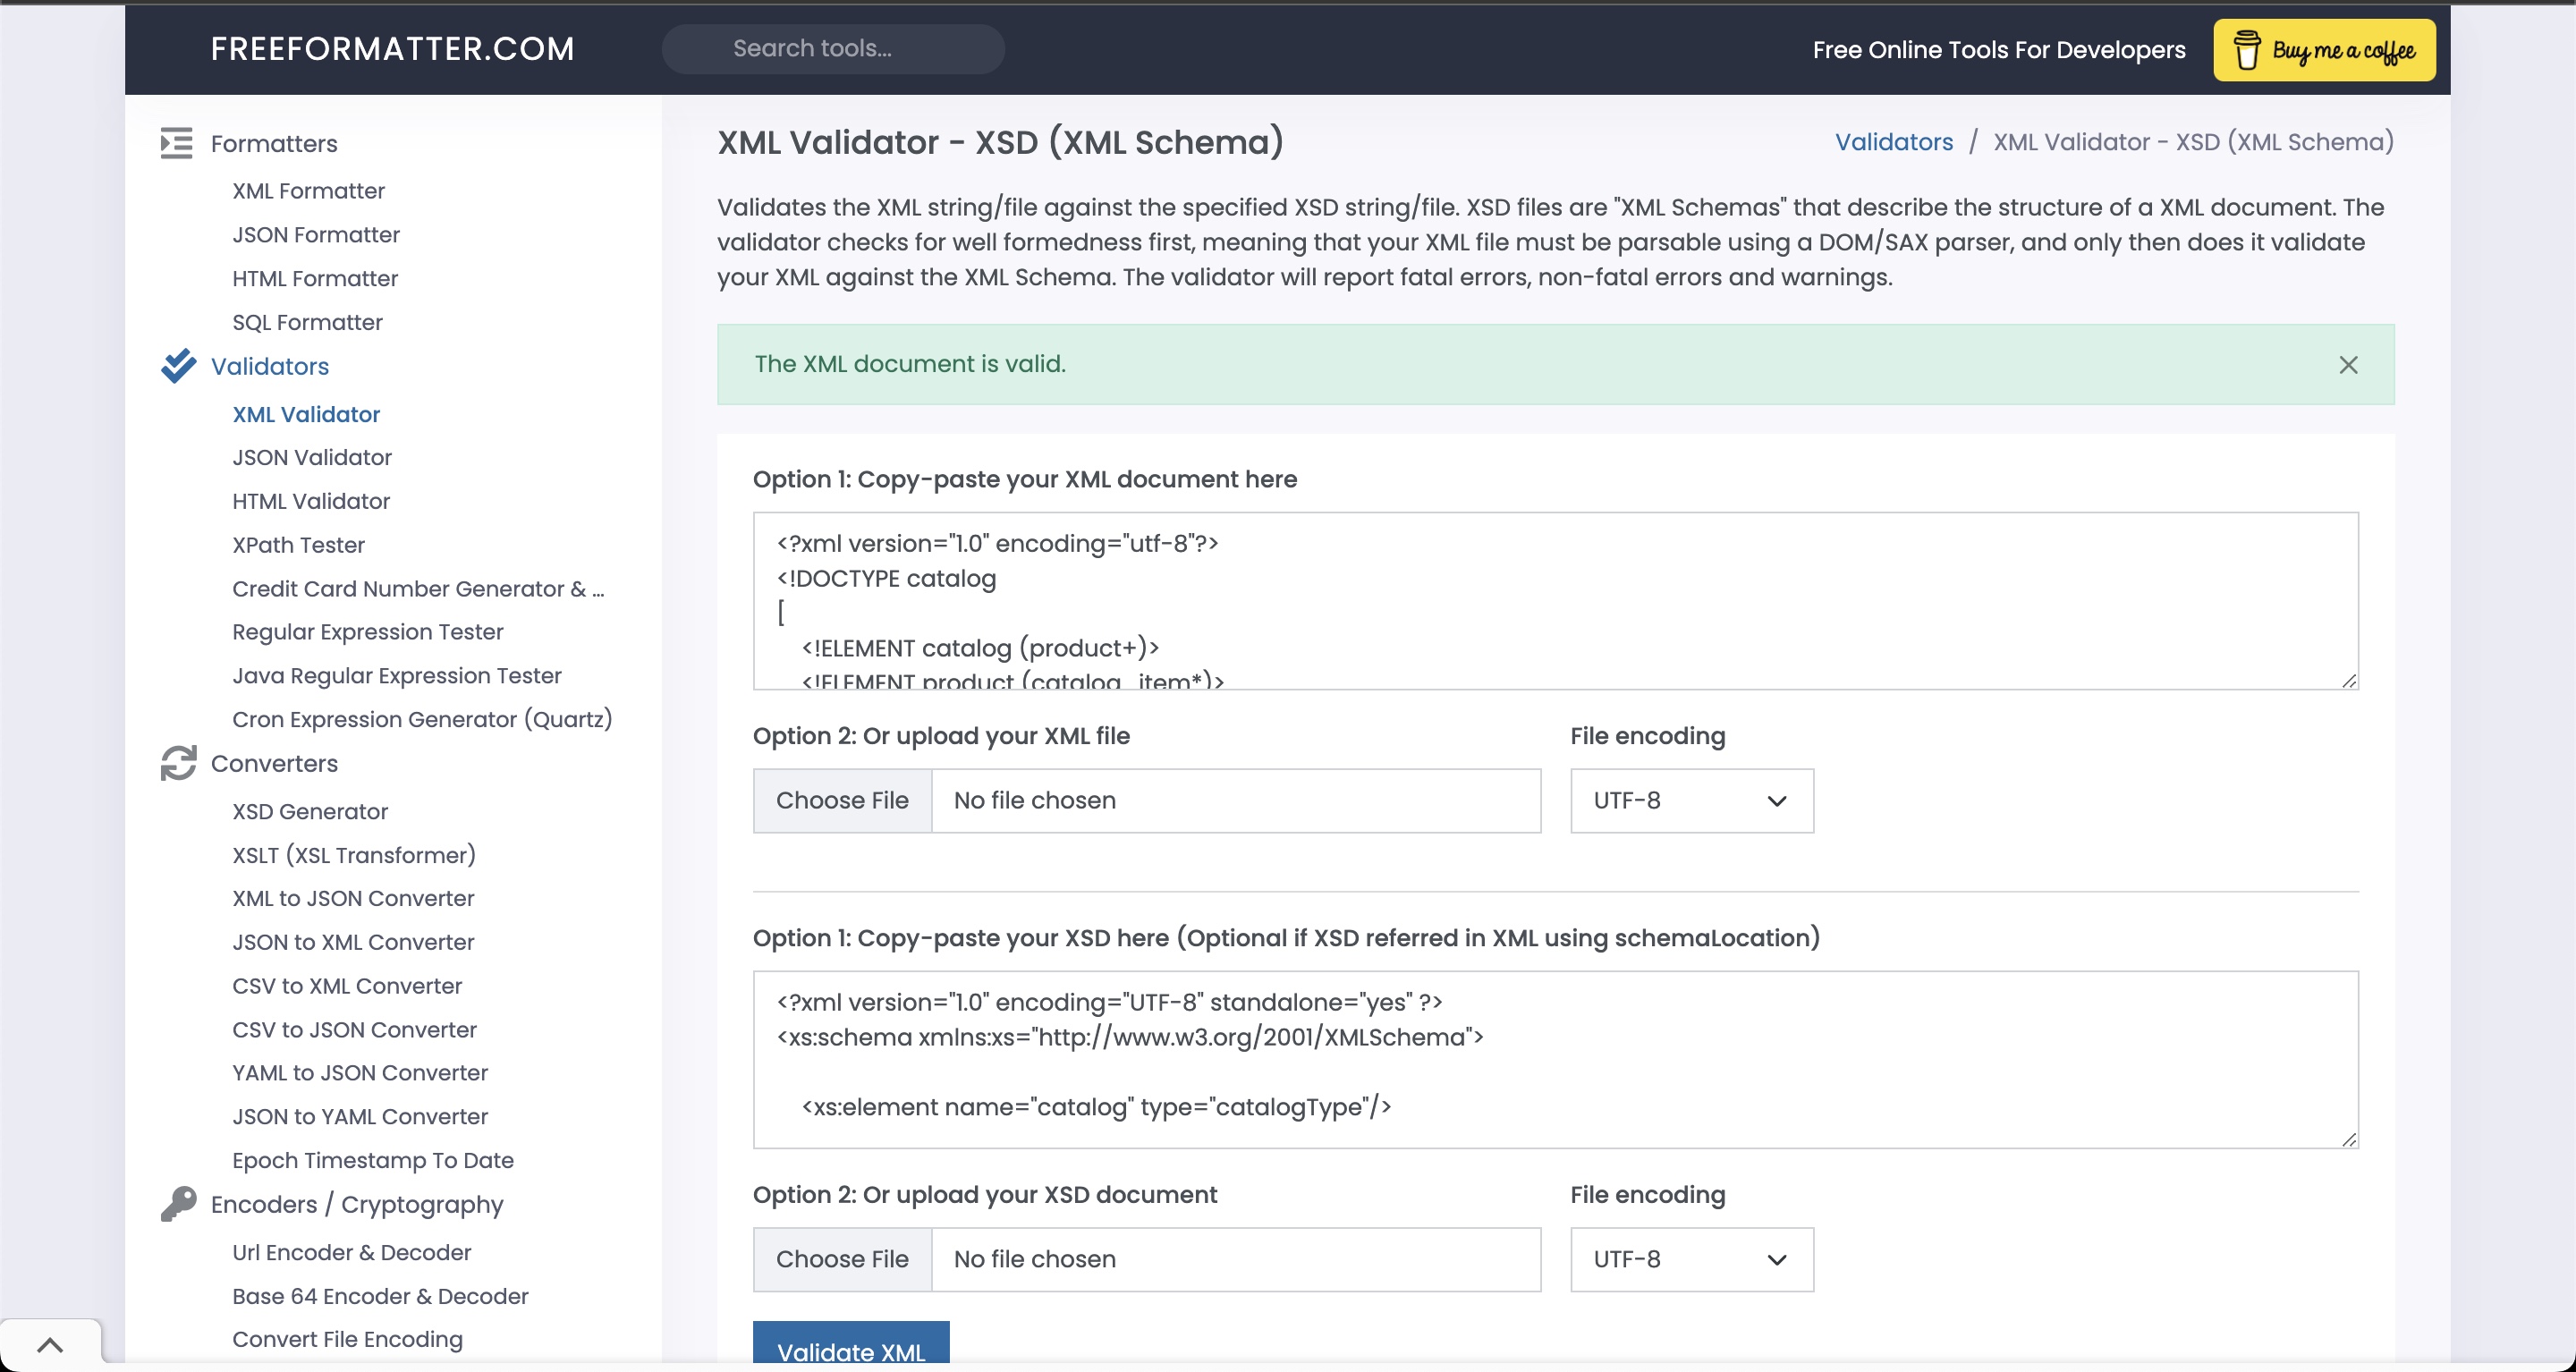 FREEFORMATTER.COM
Search tools...
Free Online Tools For Developers
Buy me a coffee
Formatters
XML Formatter
JSON Formatter
HTML Formatter
SQL Formatter
Validators
XML Validator
JSON Validator
HTML Validator
XPath Tester
Credit Card Number Generator & ...
Regular Expression Tester
Java Regular Expression Tester
Cron Expression Generator (Quartz)
Converters
XSD Generator
XSLT (XSL Transformer)
XML to JSON Converter
JSON to XML Converter
CSV to XML Converter
CSV to JSON Converter
YAML to JSON Converter
JSON to YAML Converter
Epoch Timestamp To Date
Encoders / Cryptography
Url Encoder & Decoder
Base 64 Encoder & Decoder
Convert File Encoding
XML Validator - XSD (XML Schema)
Validators / XML Validator - XSD (XML Schema)
Validates the XML string/file against the specified XSD string/file. XSD files are "XML Schemas" that describe the structure of a XML document. The
validator checks for well formedness first, meaning that your XML file must be parsable using a DOM/SAX parser, and only then does it validate
your XML against the XML Schema. The validator will report fatal errors, non-fatal errors and warnings.
The XML document is valid.
Option 1: Copy-paste your XML document here
<?xml version="1.0" encoding="utf-8"?>
<!DOCTYPE catalog
[
<!ELEMENT catalog (product+)>
<!ELEMENT product (catalog_item*)>
Option 2: Or upload your XML file
File encoding
Choose File No file chosen
UTF-8
Option 1: Copy-paste your XSD here (Optional if XSD referred in XML using schemaLocation)
<?xml version="1.0" encoding="UTF-8" standalone="yes" ?>
<xs:schema xmlns:xs="http://www.w3.org/2001/XMLSchema">
<xs:element name="catalog" type="catalogType"/>
Option 2: Or upload your XSD document
File encoding
Choose File No file chosen
UTF-8
Validate XML